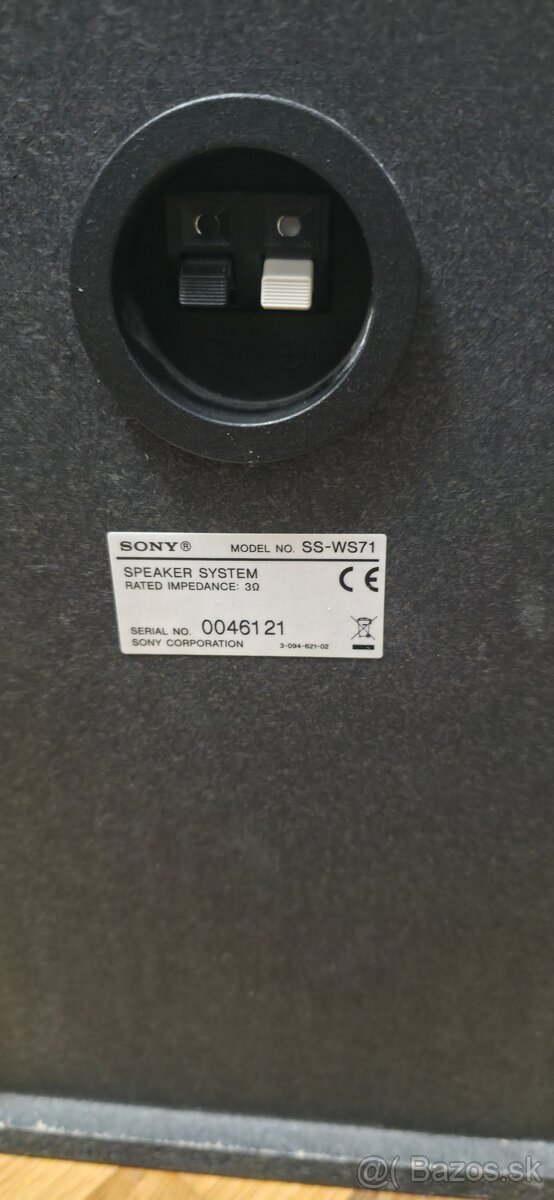 SONY® MODEL NO. SS-WS71
SPEAKER SYSTEM
RATED IMPEDANCE: 3Ω
CE
SERIAL NO. 0046121
SONY CORPORATION 3-094-621-02
@( Bazos.sk